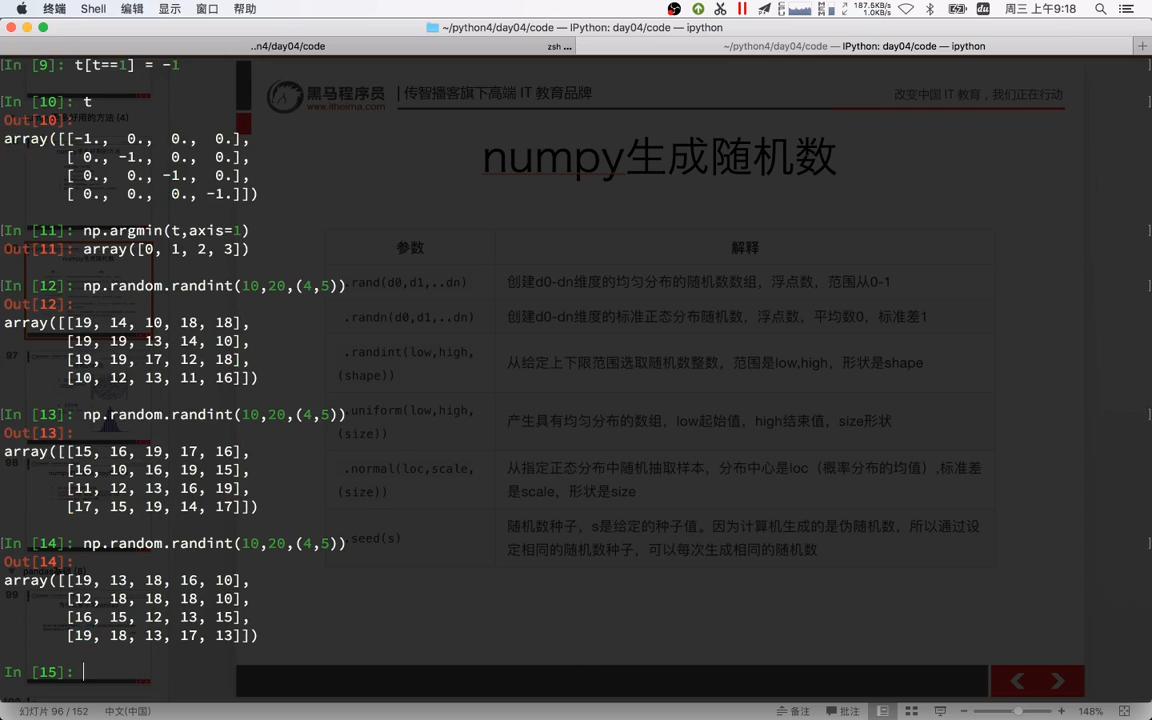 终端 Shell 编辑 显示 窗口 帮助
187.5K/s
1.0K/s
周三 上午9:18
~/python4/day04/code — IPython: day04/code — ipython
..n4/day04/code
zsh ...
~/python4/day04/code — IPython: day04/code — ipython
In [9]: t[t==1] = -1
In [10]: t
Out[10]:
array([[-1., 0., 0., 0.],
[ 0., -1., 0., 0.],
[ 0., 0., -1., 0.],
[ 0., 0., 0., -1.]])
In [11]: np.argmin(t,axis=1)
Out[11]: array([0, 1, 2, 3])
In [12]: np.random.randint(10,20,(4,5))
Out[12]:
array([[19, 14, 10, 18, 18],
[19, 19, 13, 14, 10],
[19, 19, 17, 12, 18],
[10, 12, 13, 11, 16]])
In [13]: np.random.randint(10,20,(4,5))
Out[13]:
array([[15, 16, 19, 17, 16],
[16, 10, 16, 19, 15],
[11, 12, 13, 16, 19],
[17, 15, 19, 14, 17]])
In [14]: np.random.randint(10,20,(4,5))
Out[14]:
array([[19, 13, 18, 16, 10],
[12, 18, 18, 18, 10],
[16, 15, 12, 13, 15],
[19, 18, 13, 17, 13]])
In [15]:
97
98
99
黑马程序员
www.itheima.com
传智播客旗下高端 IT 教育品牌
改变中国 IT 教育，我们正在行动
numpy生成随机数
参数 解释
.rand(d0,d1,..dn) 创建d0-dn维度的均匀分布的随机数数组，浮点数，范围从0-1
.randn(d0,d1,..dn) 创建d0-dn维度的标准正态分布随机数，浮点数，平均数0，标准差1
.randint(low,high,
(shape))
从给定上下限范围选取随机数整数，范围是low,high，形状是shape
.uniform(low,high,
(size))
产生具有均匀分布的数组，low起始值，high结束值，size形状
.normal(loc,scale,
(size))
从指定正态分布中随机抽取样本，分布中心是loc（概率分布的均值）,标准差
是scale，形状是size
.seed(s)
随机数种子，s是给定的种子值。因为计算机生成的是伪随机数，所以通过设
定相同的随机数种子，可以每次生成相同的随机数
幻灯片 96 / 152 中文(中国)
备注 批注 148%